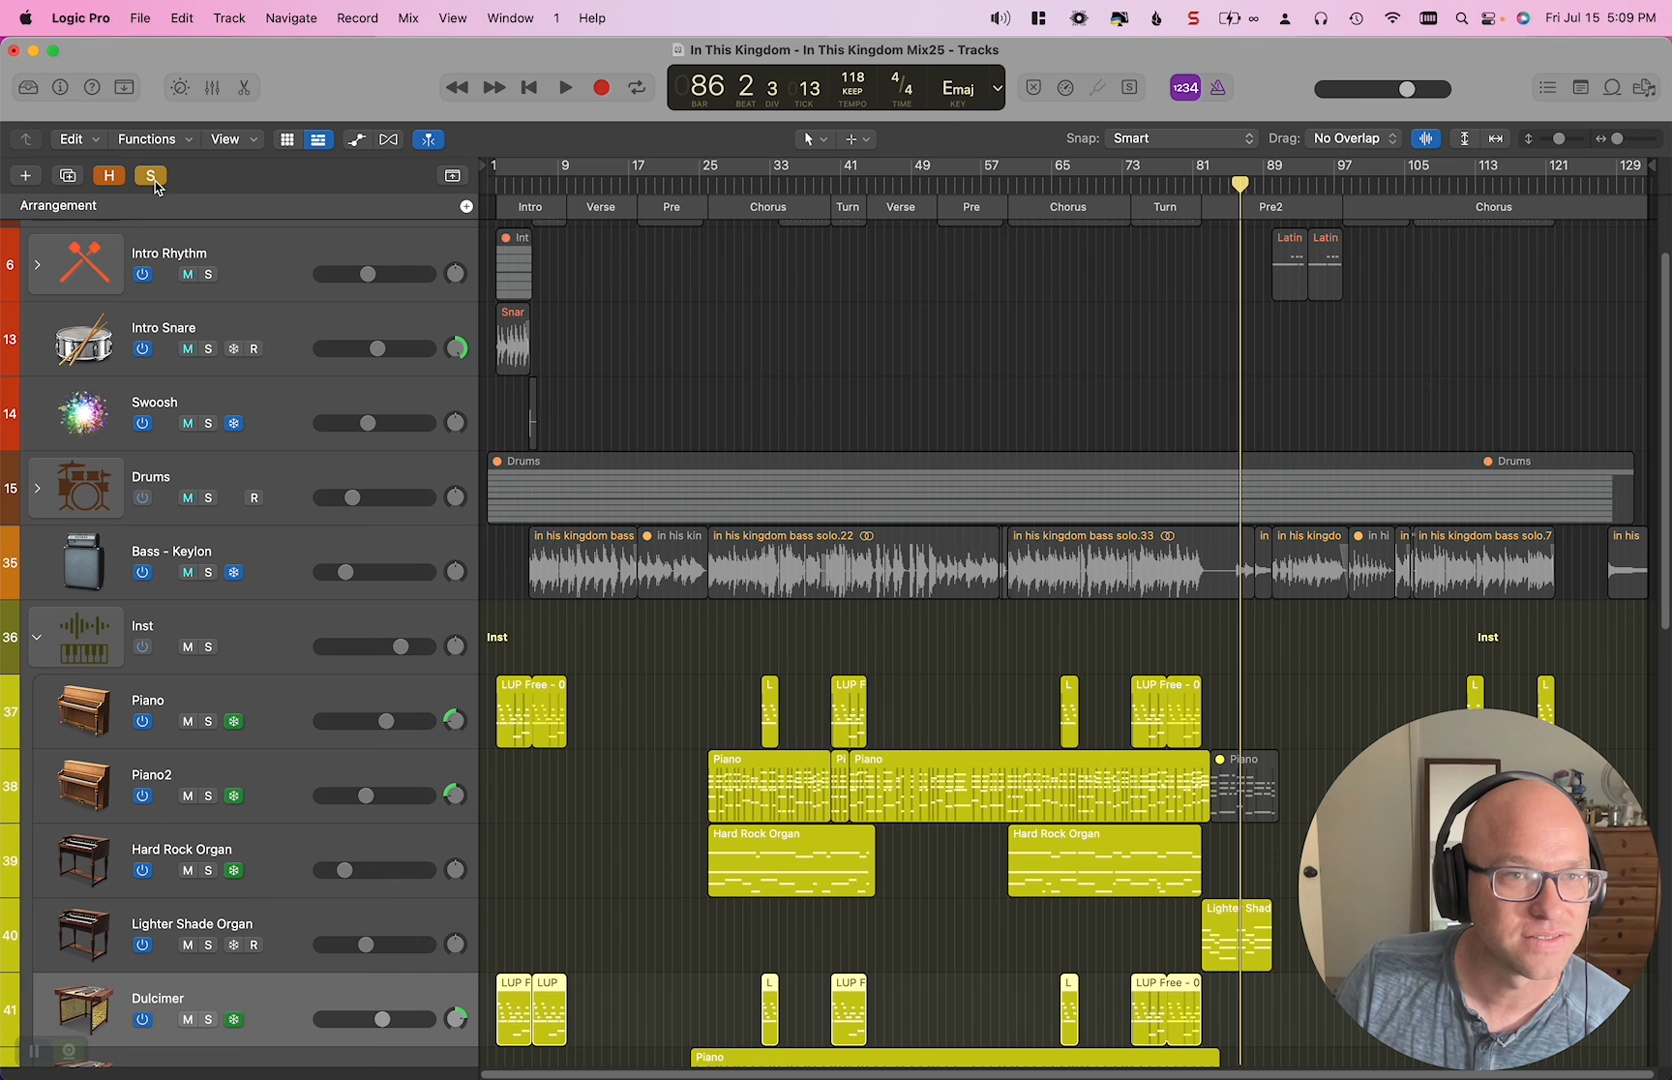 Logic Pro File Edit Track Navigate Record Mix View Window 1 Help
S Fri Jul 15 5:09 PM
In This Kingdom - In This Kingdom Mix25 - Tracks
86 2 3 013 118 KEEP 4/4 Emaj
BAR BEAT DIV TICK TEMPO TIME KEY
S 1234
Edit Functions View Snap: Smart Drag: No Overlap
H S
1 9 17 25 33 41 49 57 65 73 81 89 97 105 113 121 129
Arrangement
Intro Verse Pre Chorus Turn Verse Pre Chorus Turn Pre2 Chorus
6 Intro Rhythm M S
Int Latin Latin
13 Intro Snare M S R
Snar
14 Swoosh M S
15 Drums M S R
Drums Drums
35 Bass - Keylon M S
in his kingdom bass in his kin in his kingdom bass solo.22 in his kingdom bass solo.33 in in his kingdo in hi in in his kingdom bass solo.7 in his
36 Inst M S
Inst Inst
37 Piano M S
LUP Free - 0 L LUP F L LUP Free - 0 L L
38 Piano2 M S
Piano Pi Piano Piano
39 Hard Rock Organ M S
Hard Rock Organ Hard Rock Organ
40 Lighter Shade Organ M S R
Lighter Shad
41 Dulcimer M S
LUP F LUP L LUP F L LUP Free - 0
Piano